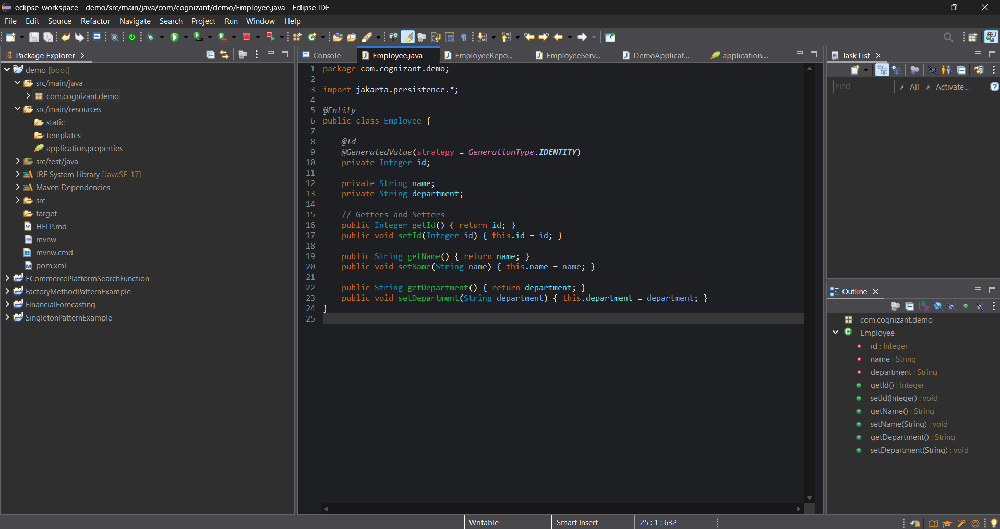 eclipse-workspace - demo/src/main/java/com/cognizant/demo/Employee.java - Eclipse IDE
File Edit Source Refactor Navigate Search Project Run Window Help
Package Explorer
demo [boot]
src/main/java
com.cognizant.demo
src/main/resources
static
templates
application.properties
src/test/java
JRE System Library [JavaSE-17]
Maven Dependencies
src
target
HELP.md
mvnw
mvnw.cmd
pom.xml
ECommercePlatformSearchFunction
FactoryMethodPatternExample
FinancialForecasting
SingletonPatternExample
Console Employee.java EmployeeRepo... EmployeeServ... DemoApplicat... application....
1 package com.cognizant.demo;
2
3 import jakarta.persistence.*;
4
5 @Entity
6 public class Employee {
7
8 @Id
9 @GeneratedValue(strategy = GenerationType.IDENTITY)
10 private Integer id;
11
12 private String name;
13 private String department;
14
15 // Getters and Setters
16 public Integer getId() { return id; }
17 public void setId(Integer id) { this.id = id; }
18
19 public String getName() { return name; }
20 public void setName(String name) { this.name = name; }
21
22 public String getDepartment() { return department; }
23 public void setDepartment(String department) { this.department = department; }
24 }
25
Task List
Find All Activate...
Outline
com.cognizant.demo
Employee
id : Integer
name : String
department : String
getId() : Integer
setId(Integer) : void
getName() : String
setName(String) : void
getDepartment() : String
setDepartment(String) : void
Writable Smart Insert 25 : 1 : 632